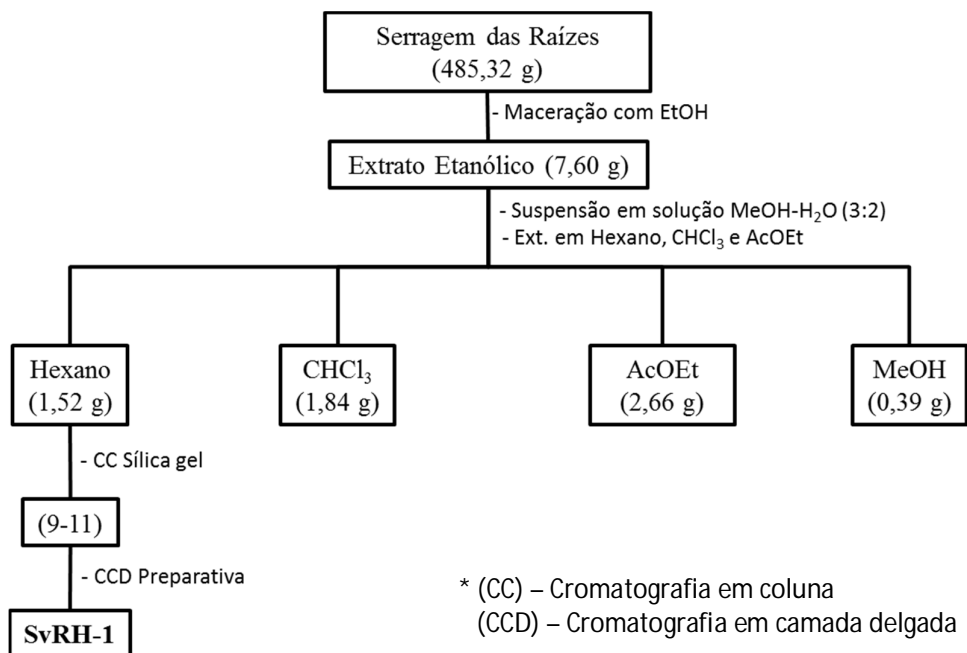 Serragem das Raízes
(485,32 g)
- Maceração com EtOH
Extrato Etanólico (7,60 g)
- Suspensão em solução MeOH-H₂O (3:2)
- Ext. em Hexano, CHCl₃ e AcOEt
Hexano
(1,52 g)
CHCl₃
(1,84 g)
AcOEt
(2,66 g)
MeOH
(0,39 g)
- CC Sílica gel
(9-11)
- CCD Preparativa
SvRH-1
* (CC) – Cromatografia em coluna
(CCD) – Cromatografia em camada delgada